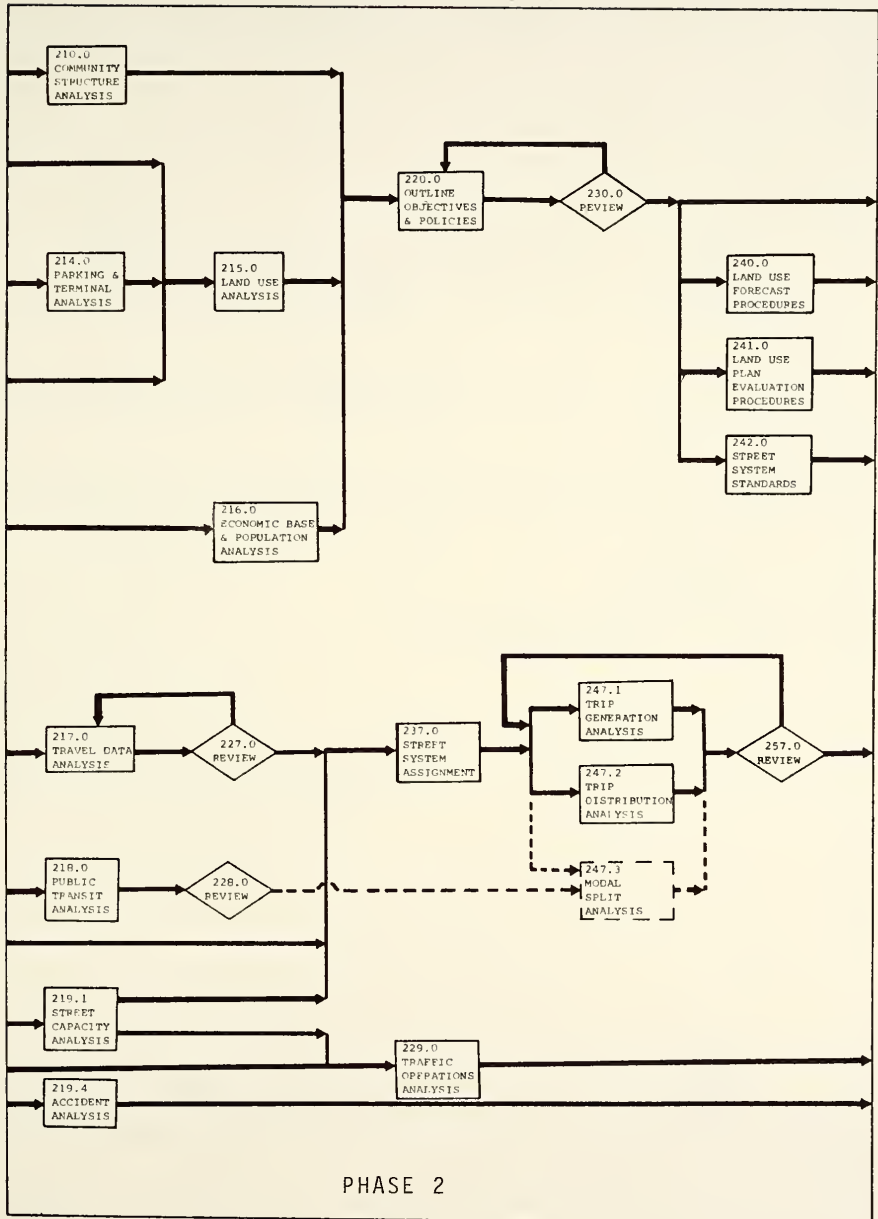 210.0
COMMUNITY
STRUCTURE
ANALYSIS
220.0
OUTLINE
OBJECTIVES
& POLICIES
230.0
REVIEW
214.0
PARKING &
TERMINAL
ANALYSIS
215.0
LAND USE
ANALYSIS
240.0
LAND USE
FORECAST
PROCEDURES
241.0
LAND USE
PLAN
EVALUATION
PROCEDURES
242.0
STREET
SYSTEM
STANDARDS
216.0
ECONOMIC BASE
& POPULATION
ANALYSIS
217.0
TRAVEL DATA
ANALYSIS
227.0
REVIEW
237.0
STREET
SYSTEM
ASSIGNMENT
247.1
TRIP
GENERATION
ANALYSIS
247.2
TRIP
DISTRIBUTION
ANALYSIS
257.0
REVIEW
218.0
PUBLIC
TRANSIT
ANALYSIS
228.0
REVIEW
247.3
MODAL
SPLIT
ANALYSIS
219.1
STREET
CAPACITY
ANALYSIS
229.0
TRAFFIC
OPERATIONS
ANALYSIS
219.4
ACCIDENT
ANALYSIS
PHASE 2